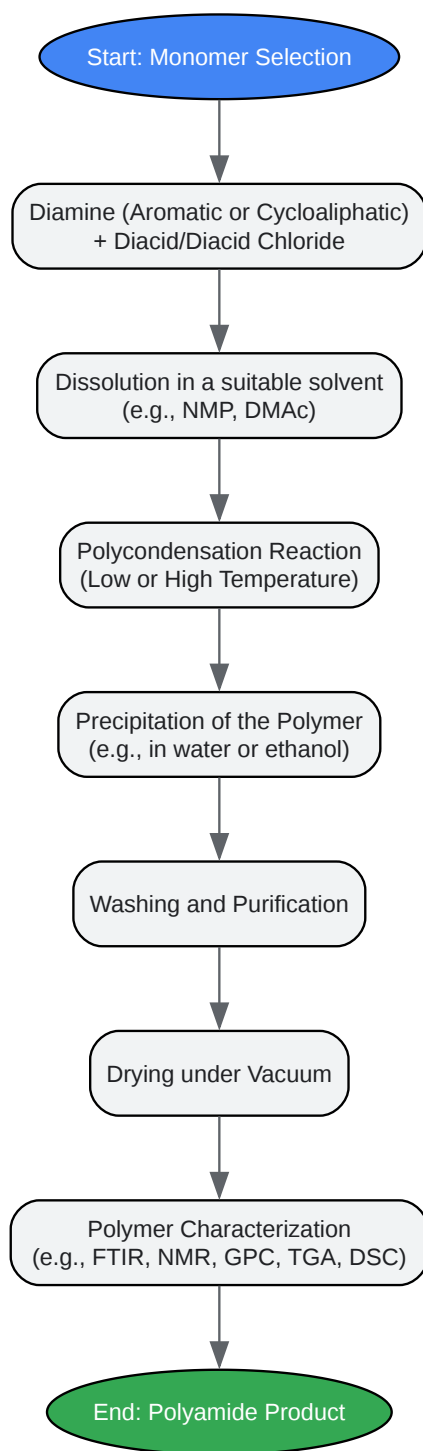 Start: Monomer Selection
Diamine (Aromatic or Cycloaliphatic)
+ Diacid/Diacid Chloride
Dissolution in a suitable solvent
(e.g., NMP, DMAc)
Polycondensation Reaction
(Low or High Temperature)
Precipitation of the Polymer
(e.g., in water or ethanol)
Washing and Purification
Drying under Vacuum
Polymer Characterization
(e.g., FTIR, NMR, GPC, TGA, DSC)
End: Polyamide Product